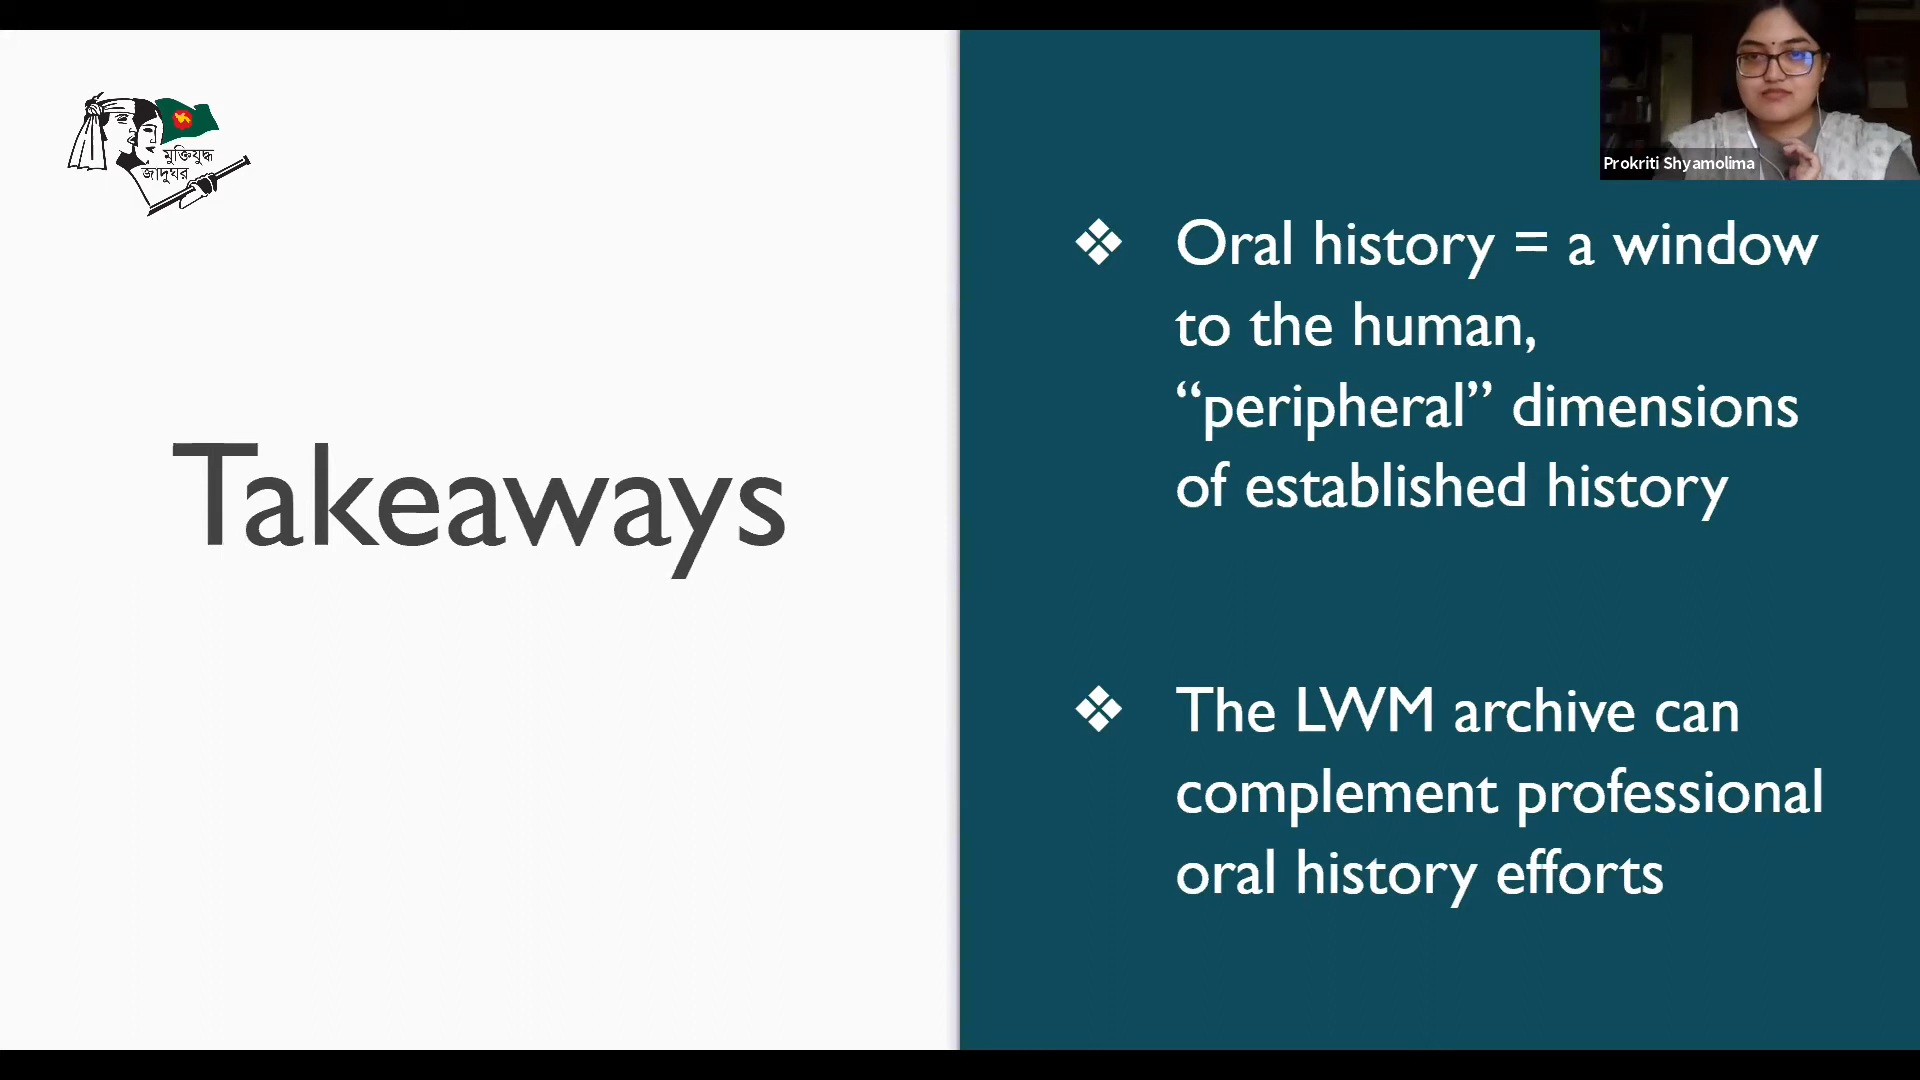 মুক্তিযুদ্ধ
জাদুঘর
Takeaways
Prokriti Shyamolima
Oral history = a window
to the human,
“peripheral” dimensions
of established history
The LWM archive can
complement professional
oral history efforts